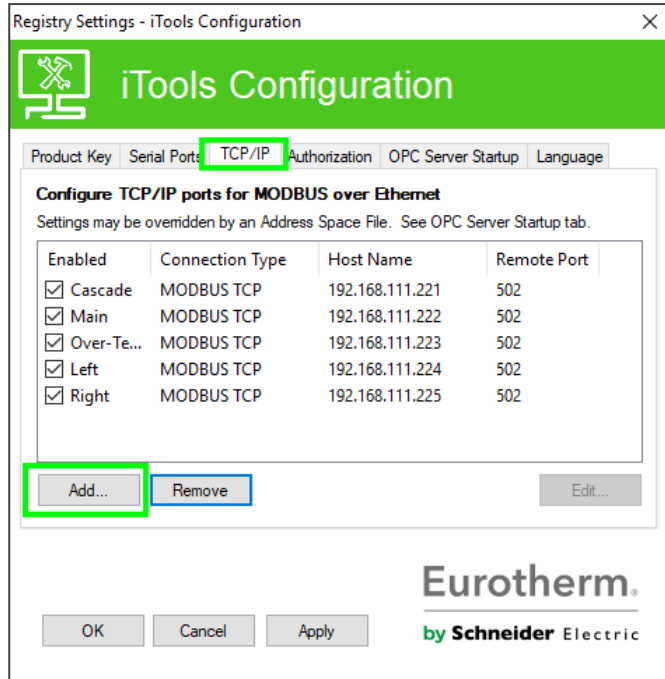 Registry Settings - iTools Configuration
iTools Configuration
Product Key Serial Ports TCP/IP Authorization OPC Server Startup Language
Configure TCP/IP ports for MODBUS over Ethernet
Settings may be overridden by an Address Space File. See OPC Server Startup tab.
Enabled Connection Type Host Name Remote Port
Cascade MODBUS TCP 192.168.111.221 502
Main MODBUS TCP 192.168.111.222 502
Over-Te... MODBUS TCP 192.168.111.223 502
Left MODBUS TCP 192.168.111.224 502
Right MODBUS TCP 192.168.111.225 502
Add... Remove Edit...
Eurotherm®
OK Cancel Apply by Schneider Electric